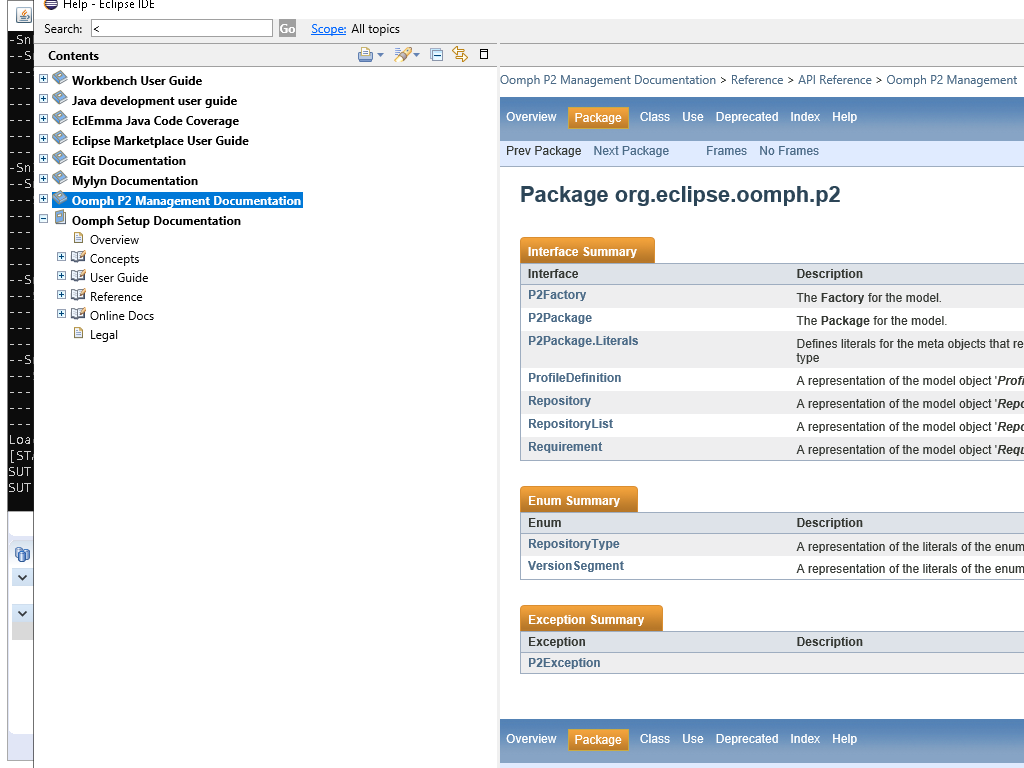 Help - Eclipse IDE
Search: < Go Scope: All topics
Contents
Workbench User Guide
Java development user guide
EclEmma Java Code Coverage
Eclipse Marketplace User Guide
EGit Documentation
Mylyn Documentation
Oomph P2 Management Documentation
Oomph Setup Documentation
Overview
Concepts
User Guide
Reference
Online Docs
Legal
Oomph P2 Management Documentation > Reference > API Reference > Oomph P2 Management
Overview Package Class Use Deprecated Index Help
Prev Package Next Package Frames No Frames
Package org.eclipse.oomph.p2
Interface Summary
Interface Description
P2Factory The Factory for the model.
P2Package The Package for the model.
P2Package.Literals Defines literals for the meta objects that re
type
ProfileDefinition A representation of the model object 'Profi
Repository A representation of the model object 'Repo
RepositoryList A representation of the model object 'Repo
Requirement A representation of the model object 'Requ
Enum Summary
Enum Description
RepositoryType A representation of the literals of the enum
VersionSegment A representation of the literals of the enum
Exception Summary
Exception Description
P2Exception
Overview Package Class Use Deprecated Index Help
-Sn
--S
-Sn
--S
--S
--S
Loa
[STA
SUT
SUT